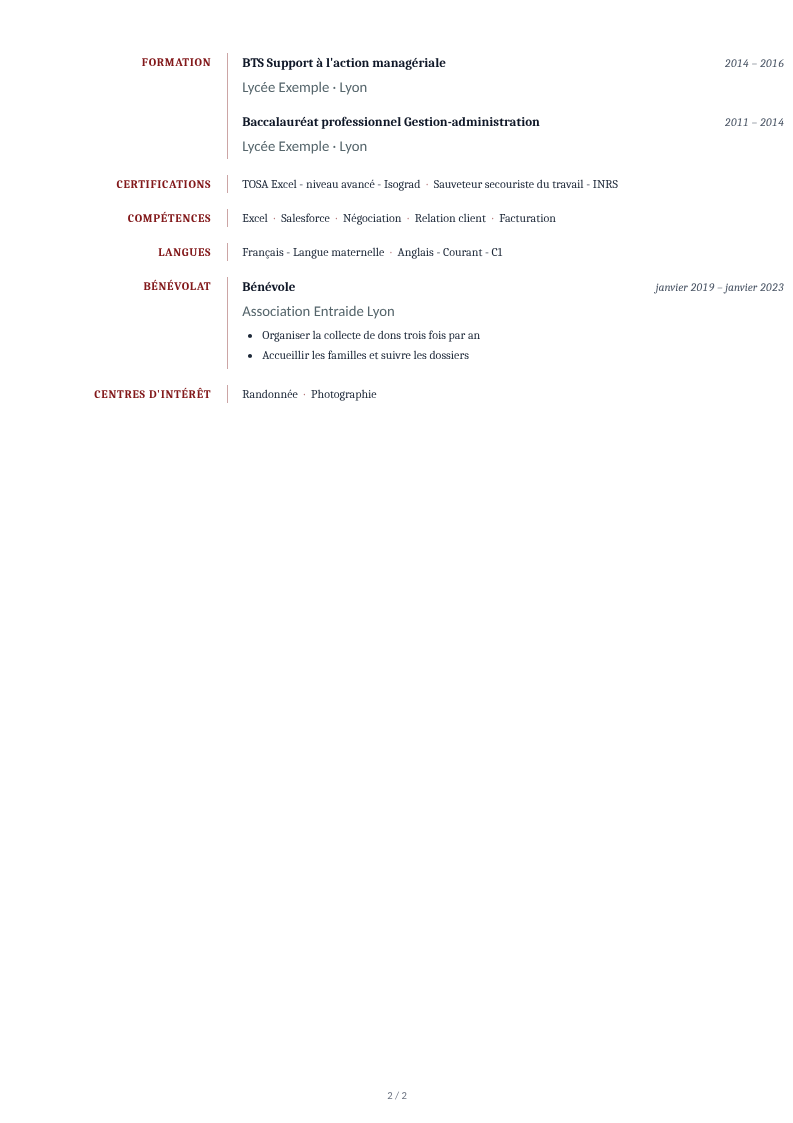 FORMATION
BTS Support à l'action managériale 2014 – 2016
Lycée Exemple · Lyon
Baccalauréat professionnel Gestion-administration 2011 – 2014
Lycée Exemple · Lyon
CERTIFICATIONS
TOSA Excel - niveau avancé - Isograd · Sauveteur secouriste du travail - INRS
COMPÉTENCES
Excel · Salesforce · Négociation · Relation client · Facturation
LANGUES
Français - Langue maternelle · Anglais - Courant - C1
BÉNÉVOLAT
Bénévole janvier 2019 – janvier 2023
Association Entraide Lyon
• Organiser la collecte de dons trois fois par an
• Accueillir les familles et suivre les dossiers
CENTRES D'INTÉRÊT
Randonnée · Photographie
2 / 2